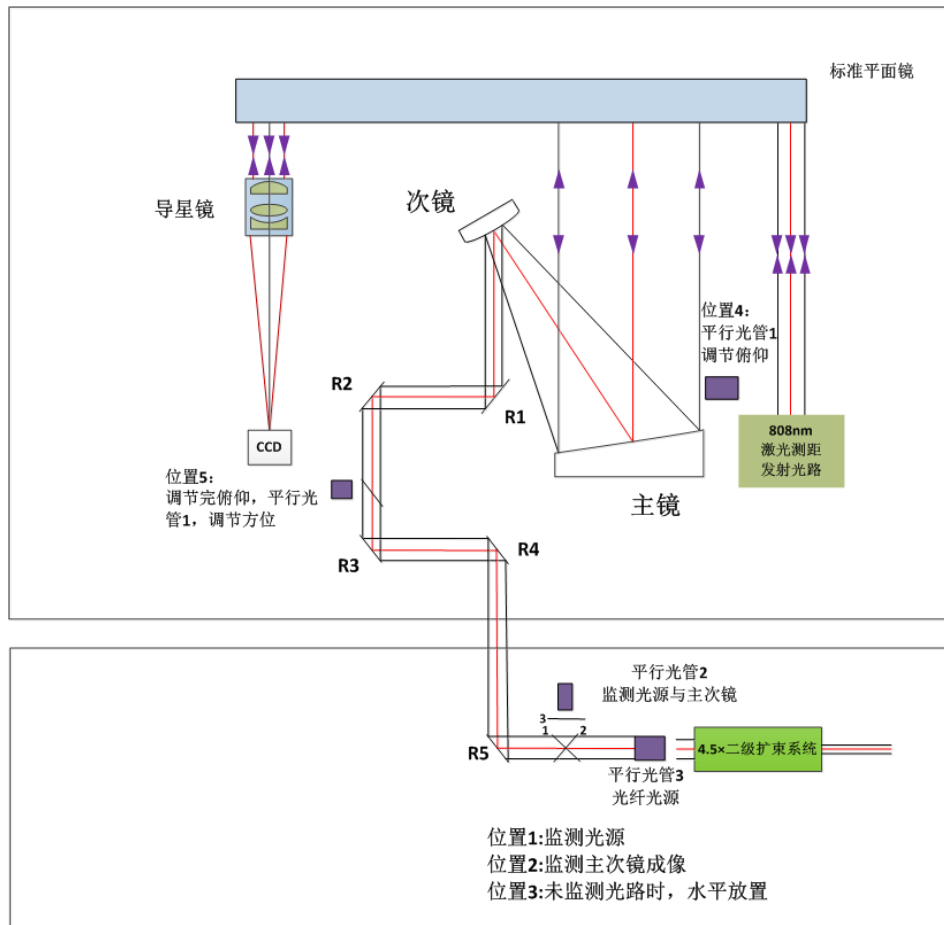 标准平面镜
导星镜
次镜
位置4：
平行光管1
调节俯仰
R2
R1
CCD
808nm
激光测距
发射光路
位置5：
调节完俯仰，平行光
管1，调节方位
主镜
R3
R4
平行光管2
监测光源与主次镜
3
1
2
R5
4.5×二级扩束系统
平行光管3
光纤光源
位置1:监测光源
位置2:监测主次镜成像
位置3:未监测光路时，水平放置